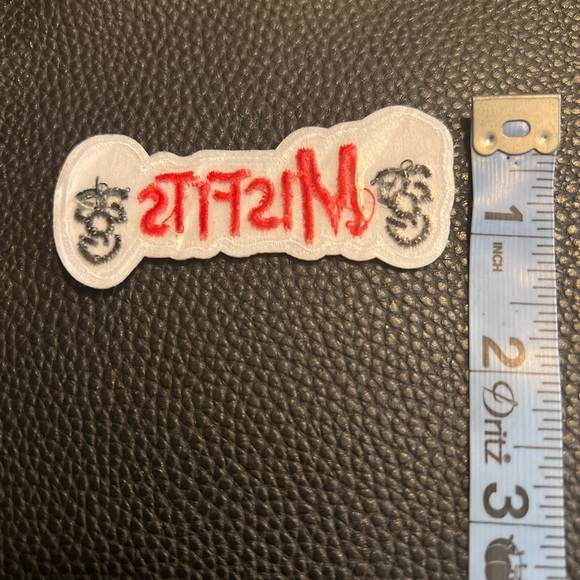 MISFITS
1
INCH
2
Dritz
3